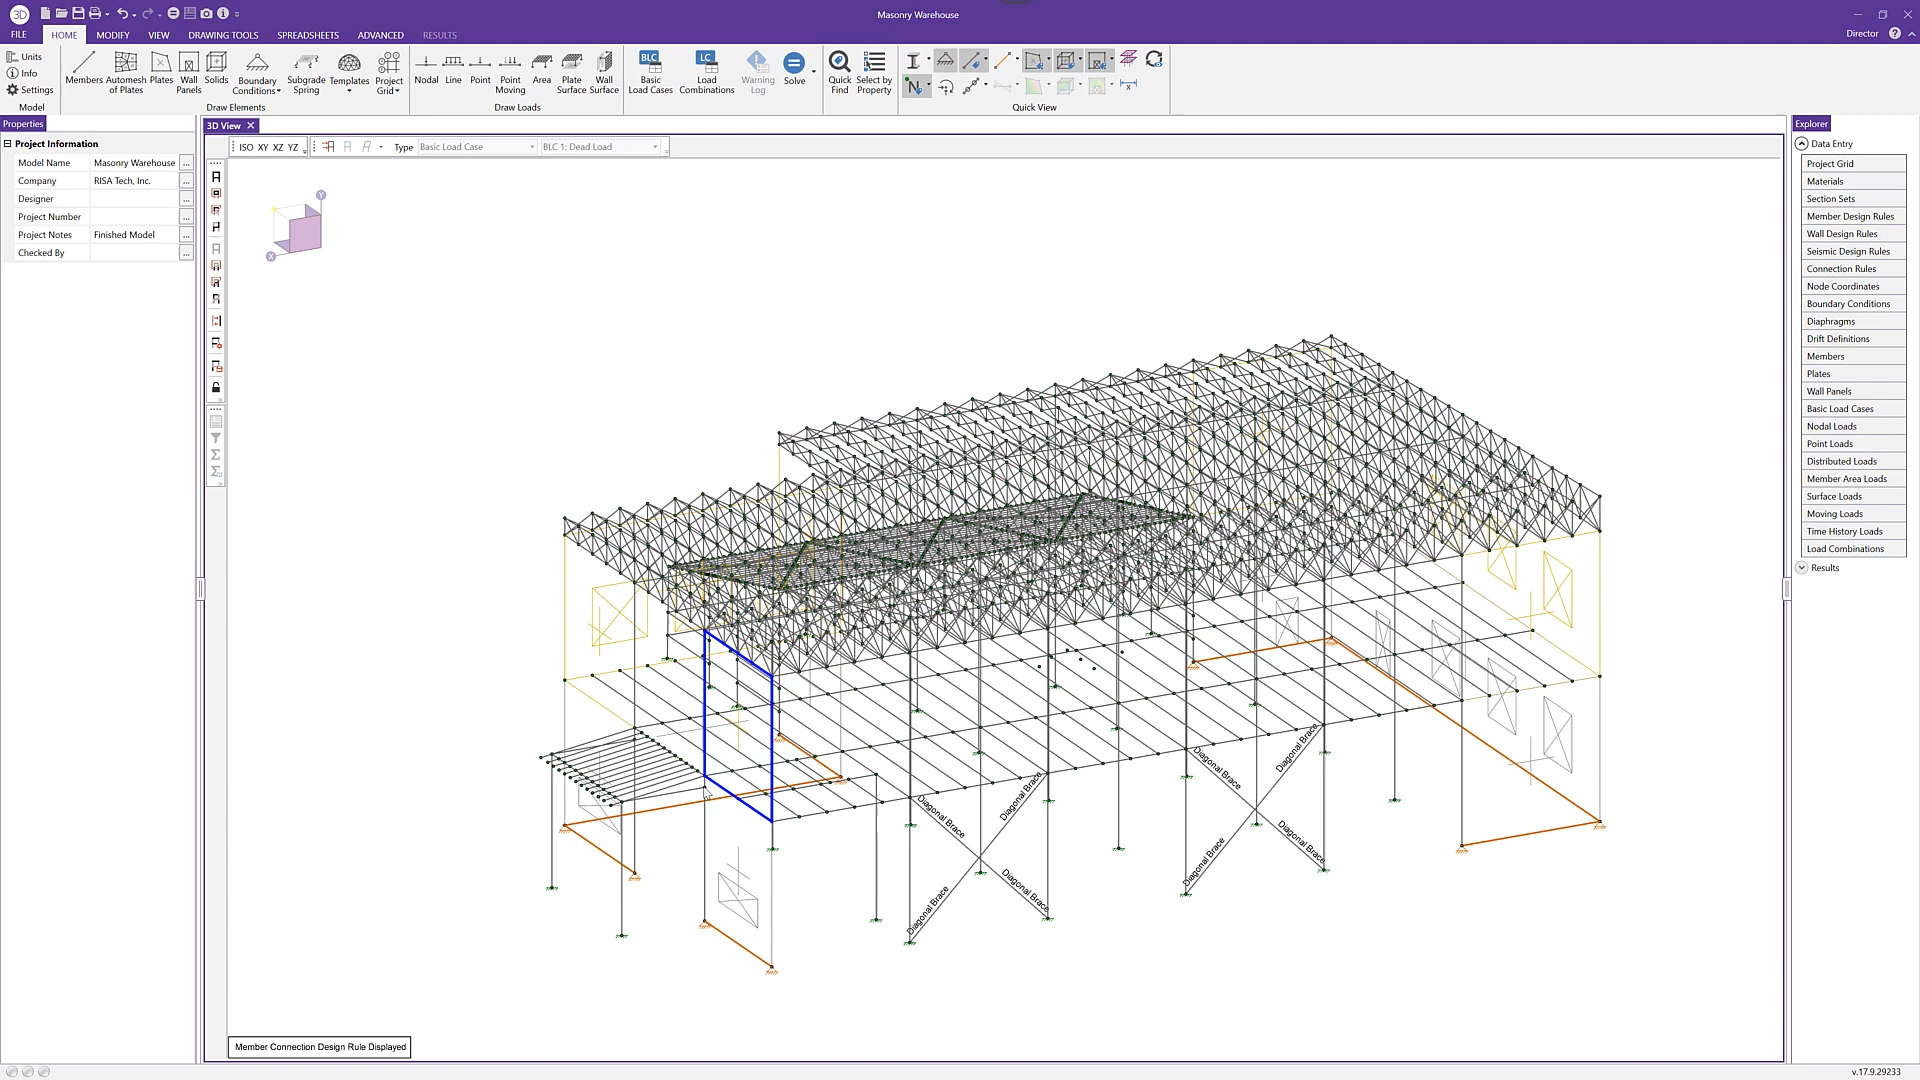 3D
Masonry Warehouse
FILE HOME MODIFY VIEW DRAWING TOOLS SPREADSHEETS ADVANCED RESULTS
Director
Units
Info
Settings
Model
Members
Automesh of Plates
Plates
Wall Panels
Solids
Boundary Conditions
Subgrade Spring
Templates
Project Grid
Draw Elements
Nodal
Line
Point
Point Moving
Area
Plate Surface
Wall Surface
Draw Loads
BLC
Basic Load Cases
LC
Load Combinations
Warning Log
Solve
Quick Find
Select by Property
Quick View
Properties
Project Information
Model Name Masonry Warehouse ...
Company RISA Tech, Inc. ...
Designer ...
Project Number ...
Project Notes Finished Model ...
Checked By ...
3D View
ISO XY XZ YZ Type Basic Load Case BLC 1: Dead Load
Y
X
Diagonal Brace
Diagonal Brace
Diagonal Brace
Diagonal Brace
Diagonal Brace
Diagonal Brace
Diagonal Brace
Diagonal Brace
Member Connection Design Rule Displayed
Explorer
Data Entry
Project Grid
Materials
Section Sets
Member Design Rules
Wall Design Rules
Seismic Design Rules
Connection Rules
Node Coordinates
Boundary Conditions
Diaphragms
Drift Definitions
Members
Plates
Wall Panels
Basic Load Cases
Nodal Loads
Point Loads
Distributed Loads
Member Area Loads
Surface Loads
Moving Loads
Time History Loads
Load Combinations
Results
v.17.9.29233